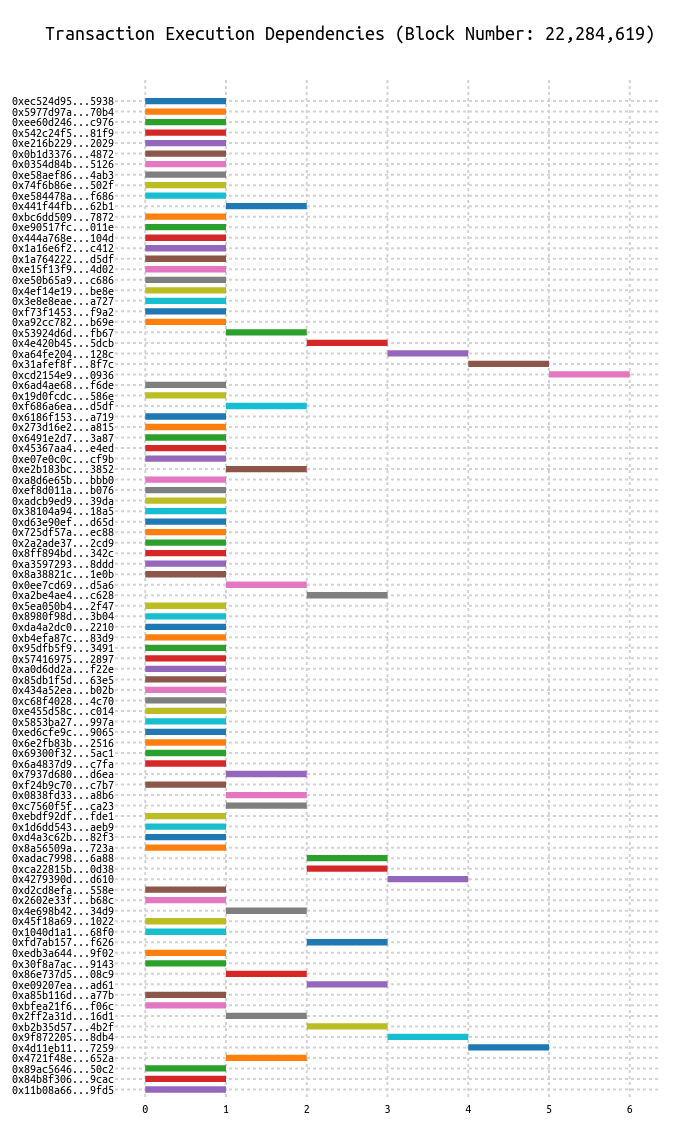 Transaction Execution Dependencies (Block Number: 22,284,619)
0xec524d95...5938
0x5977d97a...70b4
0xee60d246...c976
0x542c24f5...81f9
0xe216b229...2029
0x0b1d3376...4872
0x0354d84b...5126
0xe58aef86...4ab3
0x74f6b86e...502f
0xe584478a...f686
0x441f44fb...62b1
0xbc6dd509...7872
0xe90517fc...011e
0x444a768e...104d
0x1a16e6f2...c412
0x1a764222...d5df
0xe15f13f9...4d02
0xe50b65a9...c686
0x4ef14e19...be8e
0x3e8e8eae...a727
0xf73f1453...f9a2
0xa92cc782...b69e
0x53924d6d...fb67
0x4e420b45...5dcb
0xa64fe204...128c
0x31afef8f...8f7c
0xcd2154e9...0936
0x6ad4ae68...f6de
0x19d0fcdc...586e
0xf686a6ea...d5df
0x6186f153...a719
0x273d16e2...a815
0x6491e2d7...3a87
0x45367aa4...e4ed
0xe07e0c0c...cf9b
0xe2b183bc...3852
0xa8d6e65b...bbb0
0xef8d011a...b076
0xadcb9ed9...39da
0x38104a94...18a5
0xd63e90ef...d65d
0x725df57a...ec88
0x2a2ade37...2cd9
0x8ff894bd...342c
0xa3597293...8ddd
0x8a38821c...1e0b
0x0ee7cd69...d5a6
0xa2be4ae4...c628
0x5ea050b4...2f47
0x8980f98d...3b04
0xda4a2dc0...2210
0xb4efa87c...83d9
0x95dfb5f9...3491
0x57416975...2897
0xa0d6dd2a...f22e
0x85db1f5d...63e5
0x434a52ea...b02b
0xc68f4028...4c70
0xe455d58c...c014
0x5853ba27...997a
0xed6cfe9c...9065
0x6e2fb83b...2516
0x69300f32...5ac1
0x6a4837d9...c7fa
0x7937d680...d6ea
0xf24b9c70...c7b7
0x0838fd33...a8b6
0xc7560f5f...ca23
0xebdf92df...fde1
0x1d6dd543...aeb9
0xd4a3c62b...82f3
0x8a56509a...723a
0xadac7998...6a88
0xca22815b...0d38
0x4279390d...d610
0xd2cd8efa...558e
0x2602e33f...b68c
0x4e698b42...34d9
0x45f18a69...1022
0x1040d1a1...68f0
0xfd7ab157...f626
0xedb3a644...9f02
0x30f8a7ac...9143
0x86e737d5...08c9
0xe09207ea...ad61
0xa85b116d...a77b
0xbfea21f6...f06c
0x2ff2a31d...16d1
0xb2b35d57...4b2f
0x9f872205...8db4
0x4d11eb11...7259
0x4721f48e...652a
0x89ac5646...50c2
0x84b8f306...9cac
0x11b08a66...9fd5
0 1 2 3 4 5 6